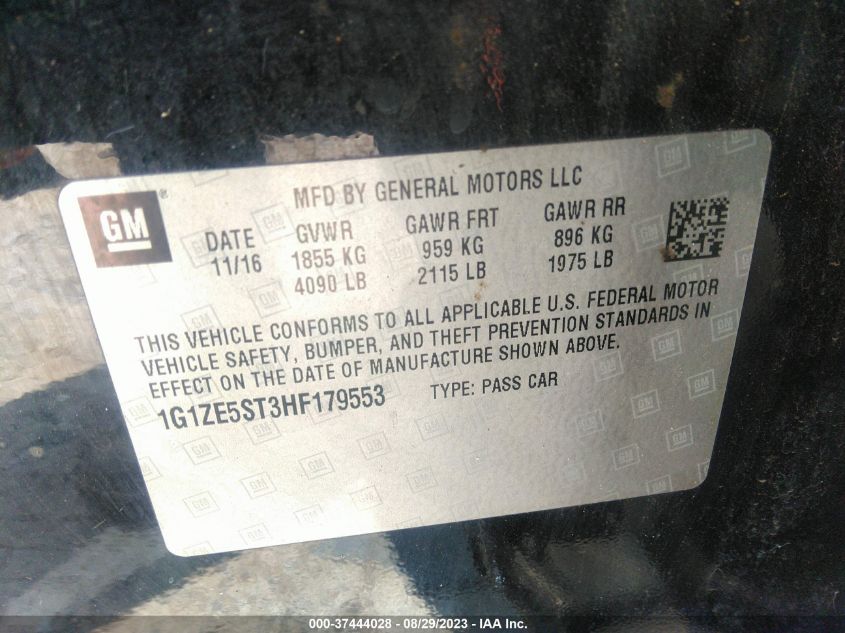 MFD BY GENERAL MOTORS LLC
GM ®
DATE GVWR GAWR FRT GAWR RR
11/16 1855 KG 959 KG 896 KG
4090 LB 2115 LB 1975 LB
THIS VEHICLE CONFORMS TO ALL APPLICABLE U.S. FEDERAL MOTOR
VEHICLE SAFETY, BUMPER, AND THEFT PREVENTION STANDARDS IN
EFFECT ON THE DATE OF MANUFACTURE SHOWN ABOVE.
1G1ZE5ST3HF179553 TYPE: PASS CAR
000-37444028 - 08/29/2023 - IAA Inc.